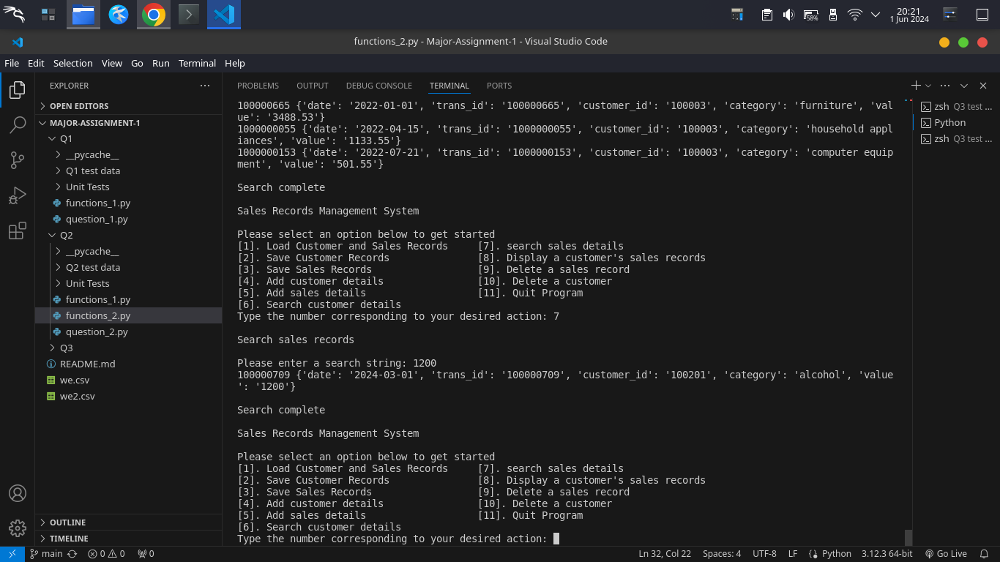 20:21
58%
1 Jun 2024
functions_2.py - Major-Assignment-1 - Visual Studio Code
File Edit Selection View Go Run Terminal Help
EXPLORER
OPEN EDITORS
MAJOR-ASSIGNMENT-1
Q1
__pycache__
Q1 test data
Unit Tests
functions_1.py
question_1.py
Q2
__pycache__
Q2 test data
Unit Tests
functions_1.py
functions_2.py
question_2.py
Q3
README.md
we.csv
we2.csv
OUTLINE
TIMELINE
PROBLEMS OUTPUT DEBUG CONSOLE TERMINAL PORTS
100000665 {'date': '2022-01-01', 'trans_id': '100000665', 'customer_id': '100003', 'category': 'furniture', 'val
ue': '3488.53'}
1000000055 {'date': '2022-04-15', 'trans_id': '1000000055', 'customer_id': '100003', 'category': 'household appl
iances', 'value': '1133.55'}
1000000153 {'date': '2022-07-21', 'trans_id': '1000000153', 'customer_id': '100003', 'category': 'computer equip
ment', 'value': '501.55'}
Search complete
Sales Records Management System
Please select an option below to get started
[1]. Load Customer and Sales Records [7]. search sales details
[2]. Save Customer Records [8]. Display a customer's sales records
[3]. Save Sales Records [9]. Delete a sales record
[4]. Add customer details [10]. Delete a customer
[5]. Add sales details [11]. Quit Program
[6]. Search customer details
Type the number corresponding to your desired action: 7
Search sales records
Please enter a search string: 1200
100000709 {'date': '2024-03-01', 'trans_id': '100000709', 'customer_id': '100201', 'category': 'alcohol', 'value
': '1200'}
Search complete
Sales Records Management System
Please select an option below to get started
[1]. Load Customer and Sales Records [7]. search sales details
[2]. Save Customer Records [8]. Display a customer's sales records
[3]. Save Sales Records [9]. Delete a sales record
[4]. Add customer details [10]. Delete a customer
[5]. Add sales details [11]. Quit Program
[6]. Search customer details
Type the number corresponding to your desired action:
zsh Q3 test ...
Python
zsh Q3 test ...
main 0 0 0 Ln 32, Col 22 Spaces: 4 UTF-8 LF Python 3.12.3 64-bit Go Live